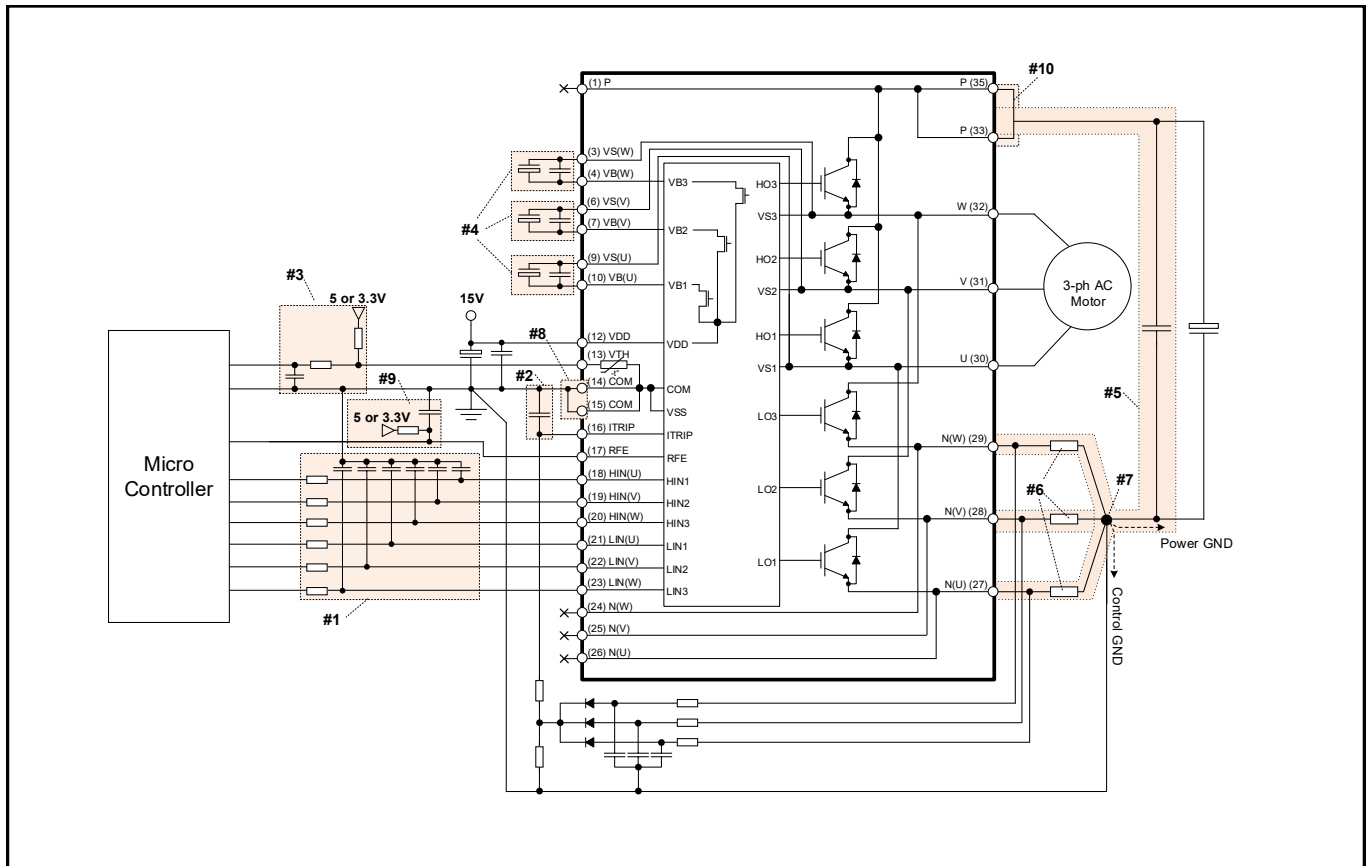 #10
(1) P
P (35)
P (33)
(3) VS(W)
(4) VB(W)
(6) VS(V)
(7) VB(V)
(9) VS(U)
(10) VB(U)
#4
VB3
VB2
VB1
HO3
VS3
HO2
VS2
HO1
VS1
W (32)
V (31)
U (30)
3-ph AC
Motor
#3
5 or 3.3V
15V
#8
(12) VDD
VDD
(13) VTH
(14) COM
COM
(15) COM
VSS
#2
(16) ITRIP
ITRIP
#9
5 or 3.3V
(17) RFE
RFE
Micro
Controller
(18) HIN(U)
HIN1
(19) HIN(V)
HIN2
(20) HIN(W)
HIN3
(21) LIN(U)
LIN1
(22) LIN(V)
LIN2
(23) LIN(W)
LIN3
#1
LO3
LO2
LO1
(24) N(W)
(25) N(V)
(26) N(U)
N(W) (29)
N(V) (28)
N(U) (27)
#5
#6
#7
Power GND
Control GND